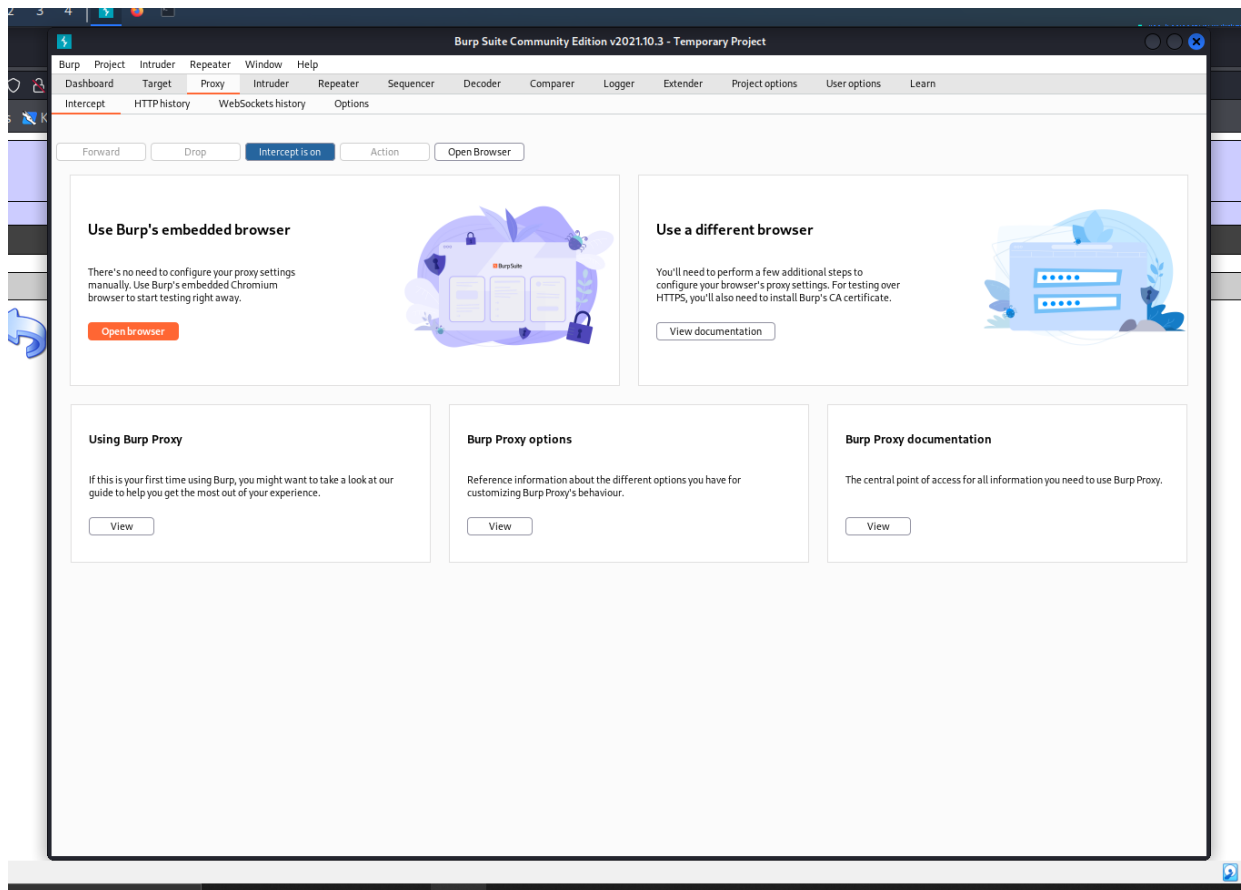 2 3 4
Burp Suite Community Edition v2021.10.3 - Temporary Project
Burp Project Intruder Repeater Window Help
Dashboard Target Proxy Intruder Repeater Sequencer Decoder Comparer Logger Extender Project options User options Learn
Intercept HTTP history WebSockets history Options
s K
Forward Drop Intercept is on Action Open Browser
Use Burp's embedded browser
There's no need to configure your proxy settings
manually. Use Burp's embedded Chromium
browser to start testing right away.
Open browser
BurpSuite
Use a different browser
You'll need to perform a few additional steps to
configure your browser's proxy settings. For testing over
HTTPS, you'll also need to install Burp's CA certificate.
View documentation
Using Burp Proxy
If this is your first time using Burp, you might want to take a look at our
guide to help you get the most out of your experience.
View
Burp Proxy options
Reference information about the different options you have for
customizing Burp Proxy's behaviour.
View
Burp Proxy documentation
The central point of access for all information you need to use Burp Proxy.
View